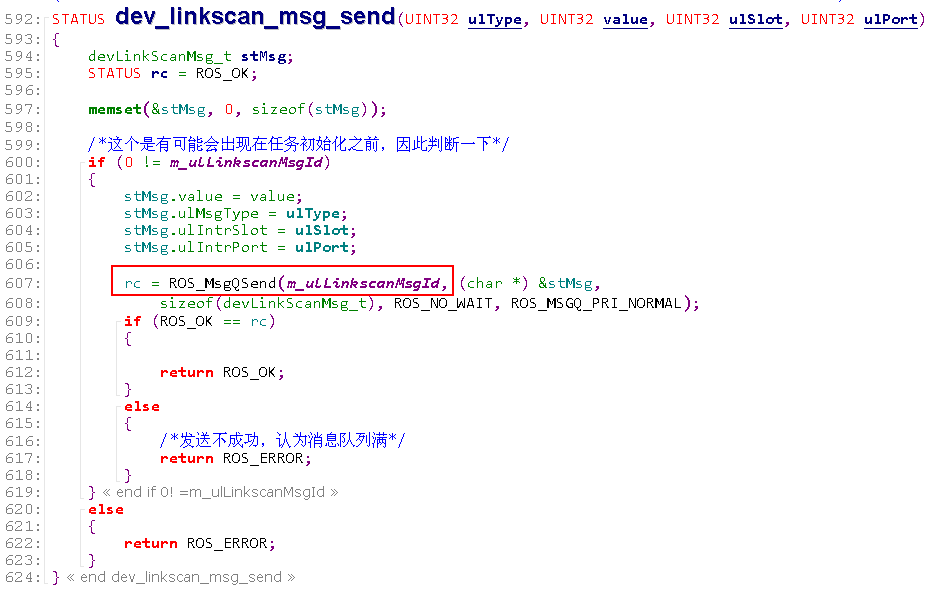 592: STATUS dev_linkscan_msg_send(UINT32 ulType, UINT32 value, UINT32 ulSlot, UINT32 ulPort)
593: {
594: devLinkScanMsg_t stMsg;
595: STATUS rc = ROS_OK;
596:
597: memset(&stMsg, 0, sizeof(stMsg));
598:
599: /*这个是有可能会出现在任务初始化之前，因此判断一下*/
600: if (0 != m_ulLinkscanMsgId)
601: {
602: stMsg.value = value;
603: stMsg.ulMsgType = ulType;
604: stMsg.ulIntrSlot = ulSlot;
605: stMsg.ulIntrPort = ulPort;
606:
607: rc = ROS_MsgQSend(m_ulLinkscanMsgId, (char *) &stMsg,
608: sizeof(devLinkScanMsg_t), ROS_NO_WAIT, ROS_MSGQ_PRI_NORMAL);
609: if (ROS_OK == rc)
610: {
611:
612: return ROS_OK;
613: }
614: else
615: {
616: /*发送不成功，认为消息队列满*/
617: return ROS_ERROR;
618: }
619: } « end if 0! =m_ulLinkscanMsgId »
620: else
621: {
622: return ROS_ERROR;
623: }
624: } « end dev_linkscan_msg_send »